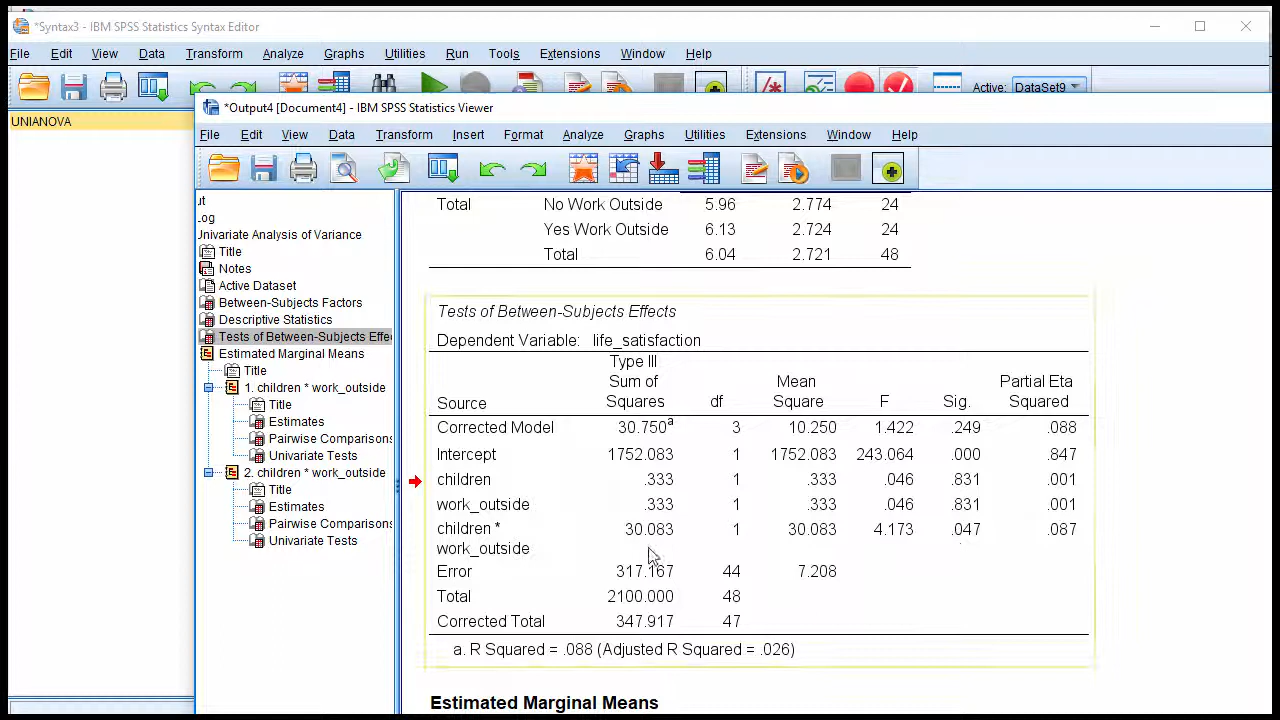 *Syntax3 - IBM SPSS Statistics Syntax Editor
File Edit View Data Transform Analyze Graphs Utilities Run Tools Extensions Window Help
Active: DataSet9
UNIANOVA
*Output4 [Document4] - IBM SPSS Statistics Viewer
File Edit View Data Transform Insert Format Analyze Graphs Utilities Extensions Window Help
ut
Log
Univariate Analysis of Variance
Title
Notes
Active Dataset
Between-Subjects Factors
Descriptive Statistics
Tests of Between-Subjects Effe
Estimated Marginal Means
Title
1. children * work_outside
Title
Estimates
Pairwise Comparisons
Univariate Tests
2. children * work_outside
Title
Estimates
Pairwise Comparisons
Univariate Tests
Total No Work Outside 5.96 2.774 24
Yes Work Outside 6.13 2.724 24
Total 6.04 2.721 48
Tests of Between-Subjects Effects
Dependent Variable: life_satisfaction
Type III
Sum of Mean Partial Eta
Source Squares df Square F Sig. Squared
Corrected Model 30.750a 3 10.250 1.422 .249 .088
Intercept 1752.083 1 1752.083 243.064 .000 .847
children .333 1 .333 .046 .831 .001
work_outside .333 1 .333 .046 .831 .001
children * 30.083 1 30.083 4.173 .047 .087
work_outside
Error 317.167 44 7.208
Total 2100.000 48
Corrected Total 347.917 47
a. R Squared = .088 (Adjusted R Squared = .026)
Estimated Marginal Means